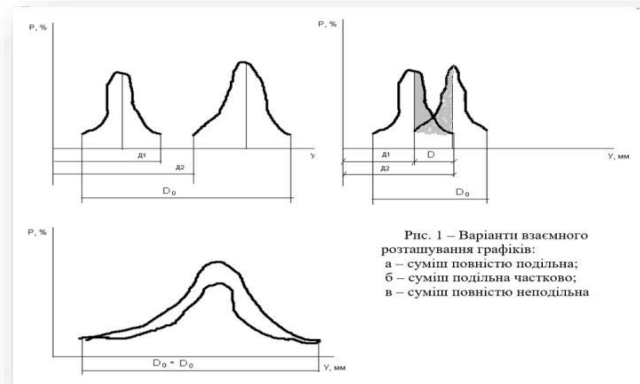 P, %
У
Д1
Д2
D₀
P, %
У, мм
Д1
D
Д2
D₀
P, %
D₀ = D₀
У, мм
Рис. 1 – Варіанти взаємного
розташування графіків:
а – суміш повністю подільна;
б – суміш подільна частково;
в – суміш повністю неподільна